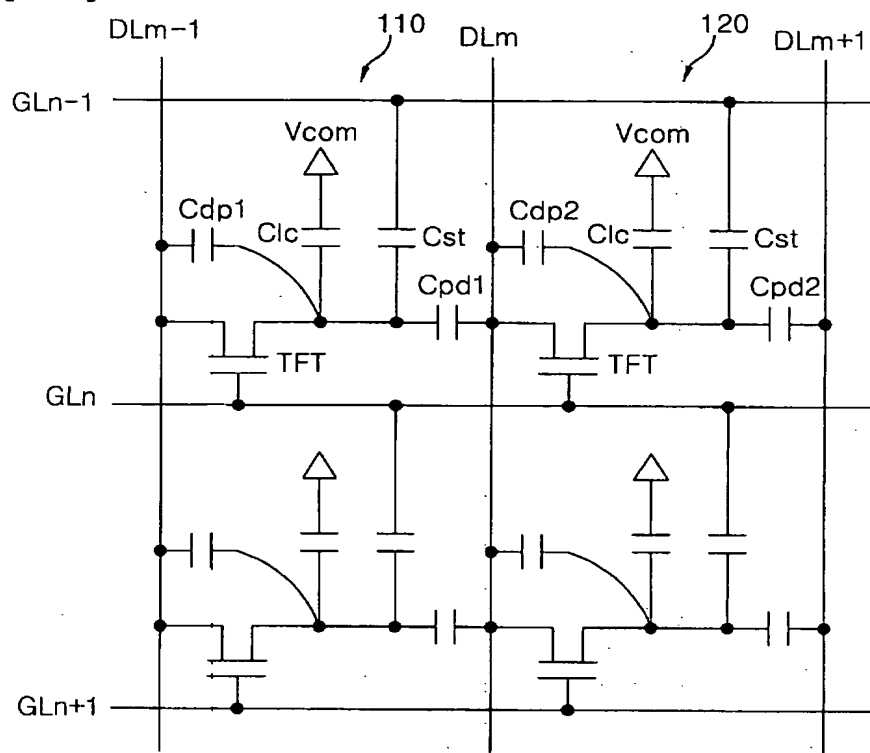 DLm-1 110 DLm 120 DLm+1
GLn-1
Vcom Vcom
Cdp1 Clc Cst Cdp2 Clc Cst
Cpd1 Cpd2
TFT TFT
GLn
GLn+1